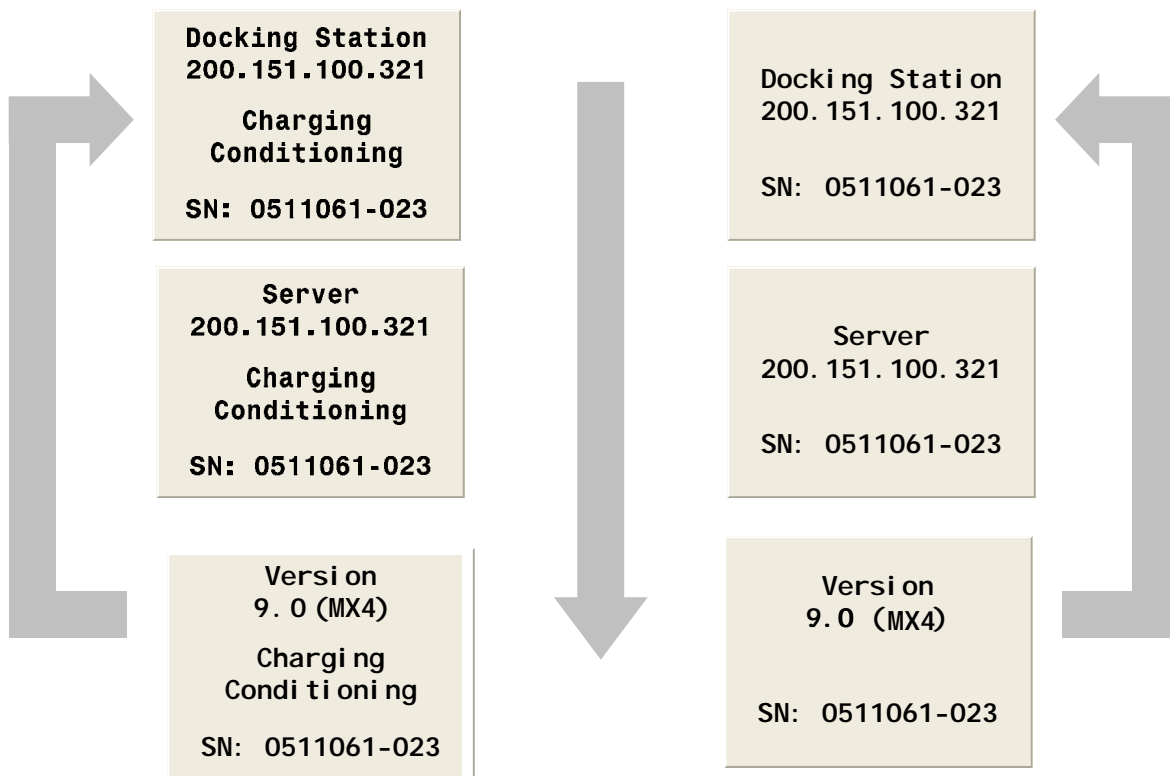 Docking Station
200.151.100.321
Charging
Conditioning
SN: 0511061-023
Server
200.151.100.321
Charging
Conditioning
SN: 0511061-023
Version
9.0 (MX4)
Charging
Conditioning
SN: 0511061-023
Docking Station
200.151.100.321
SN: 0511061-023
Server
200.151.100.321
SN: 0511061-023
Version
9.0 (MX4)
SN: 0511061-023